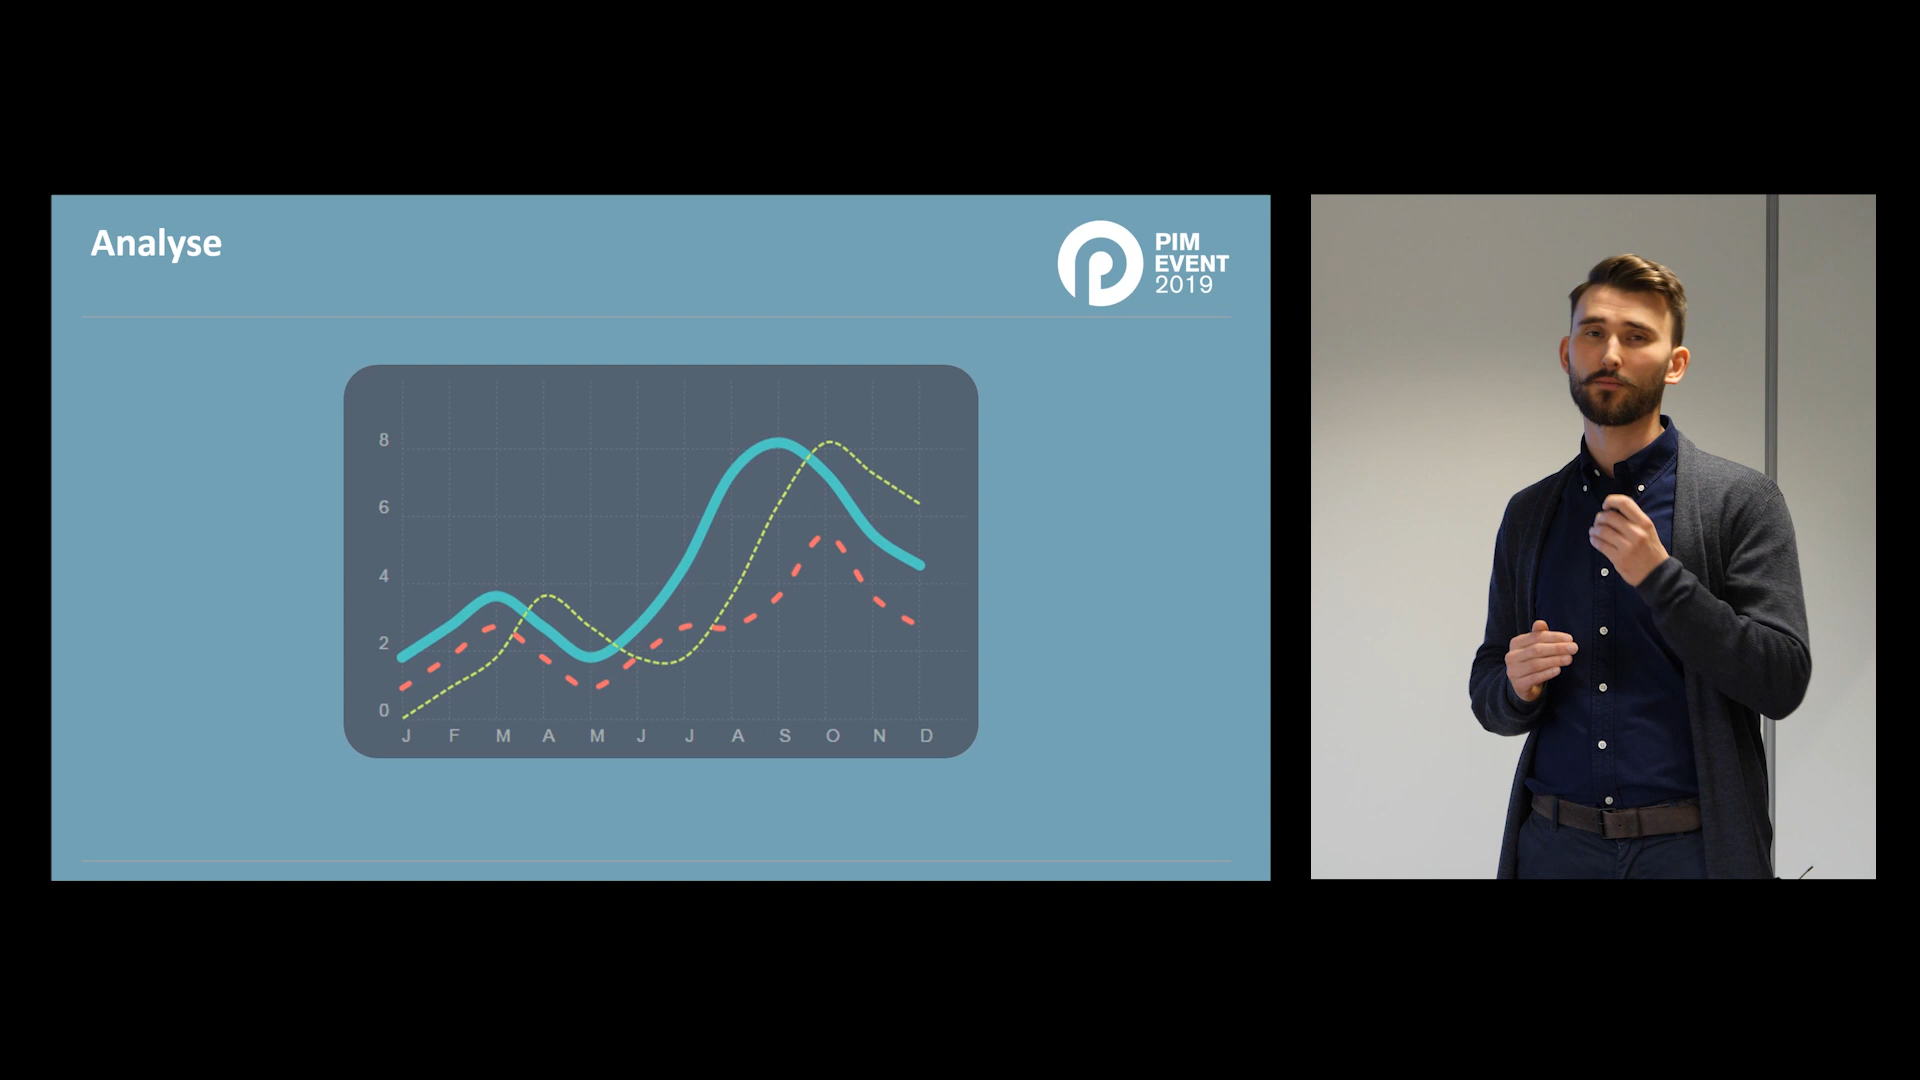 Analyse
PIM
EVENT
2019
8
6
4
2
0
J F M A M J J A S O N D